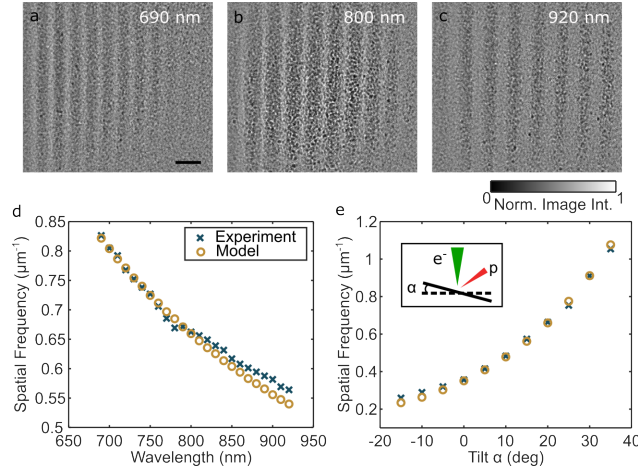 a 690 nm
b 800 nm
c 920 nm
0 1
Norm. Image Int.
d
0.85
0.8
0.75
0.7
0.65
0.6
0.55
0.5
Spatial Frequency (μm⁻¹)
× Experiment
○ Model
650 700 750 800 850 900 950
Wavelength (nm)
e
1.2
1
0.8
0.6
0.4
0.2
Spatial Frequency (μm⁻¹)
e⁻
p
α
-20 -10 0 10 20 30 40
Tilt α (deg)